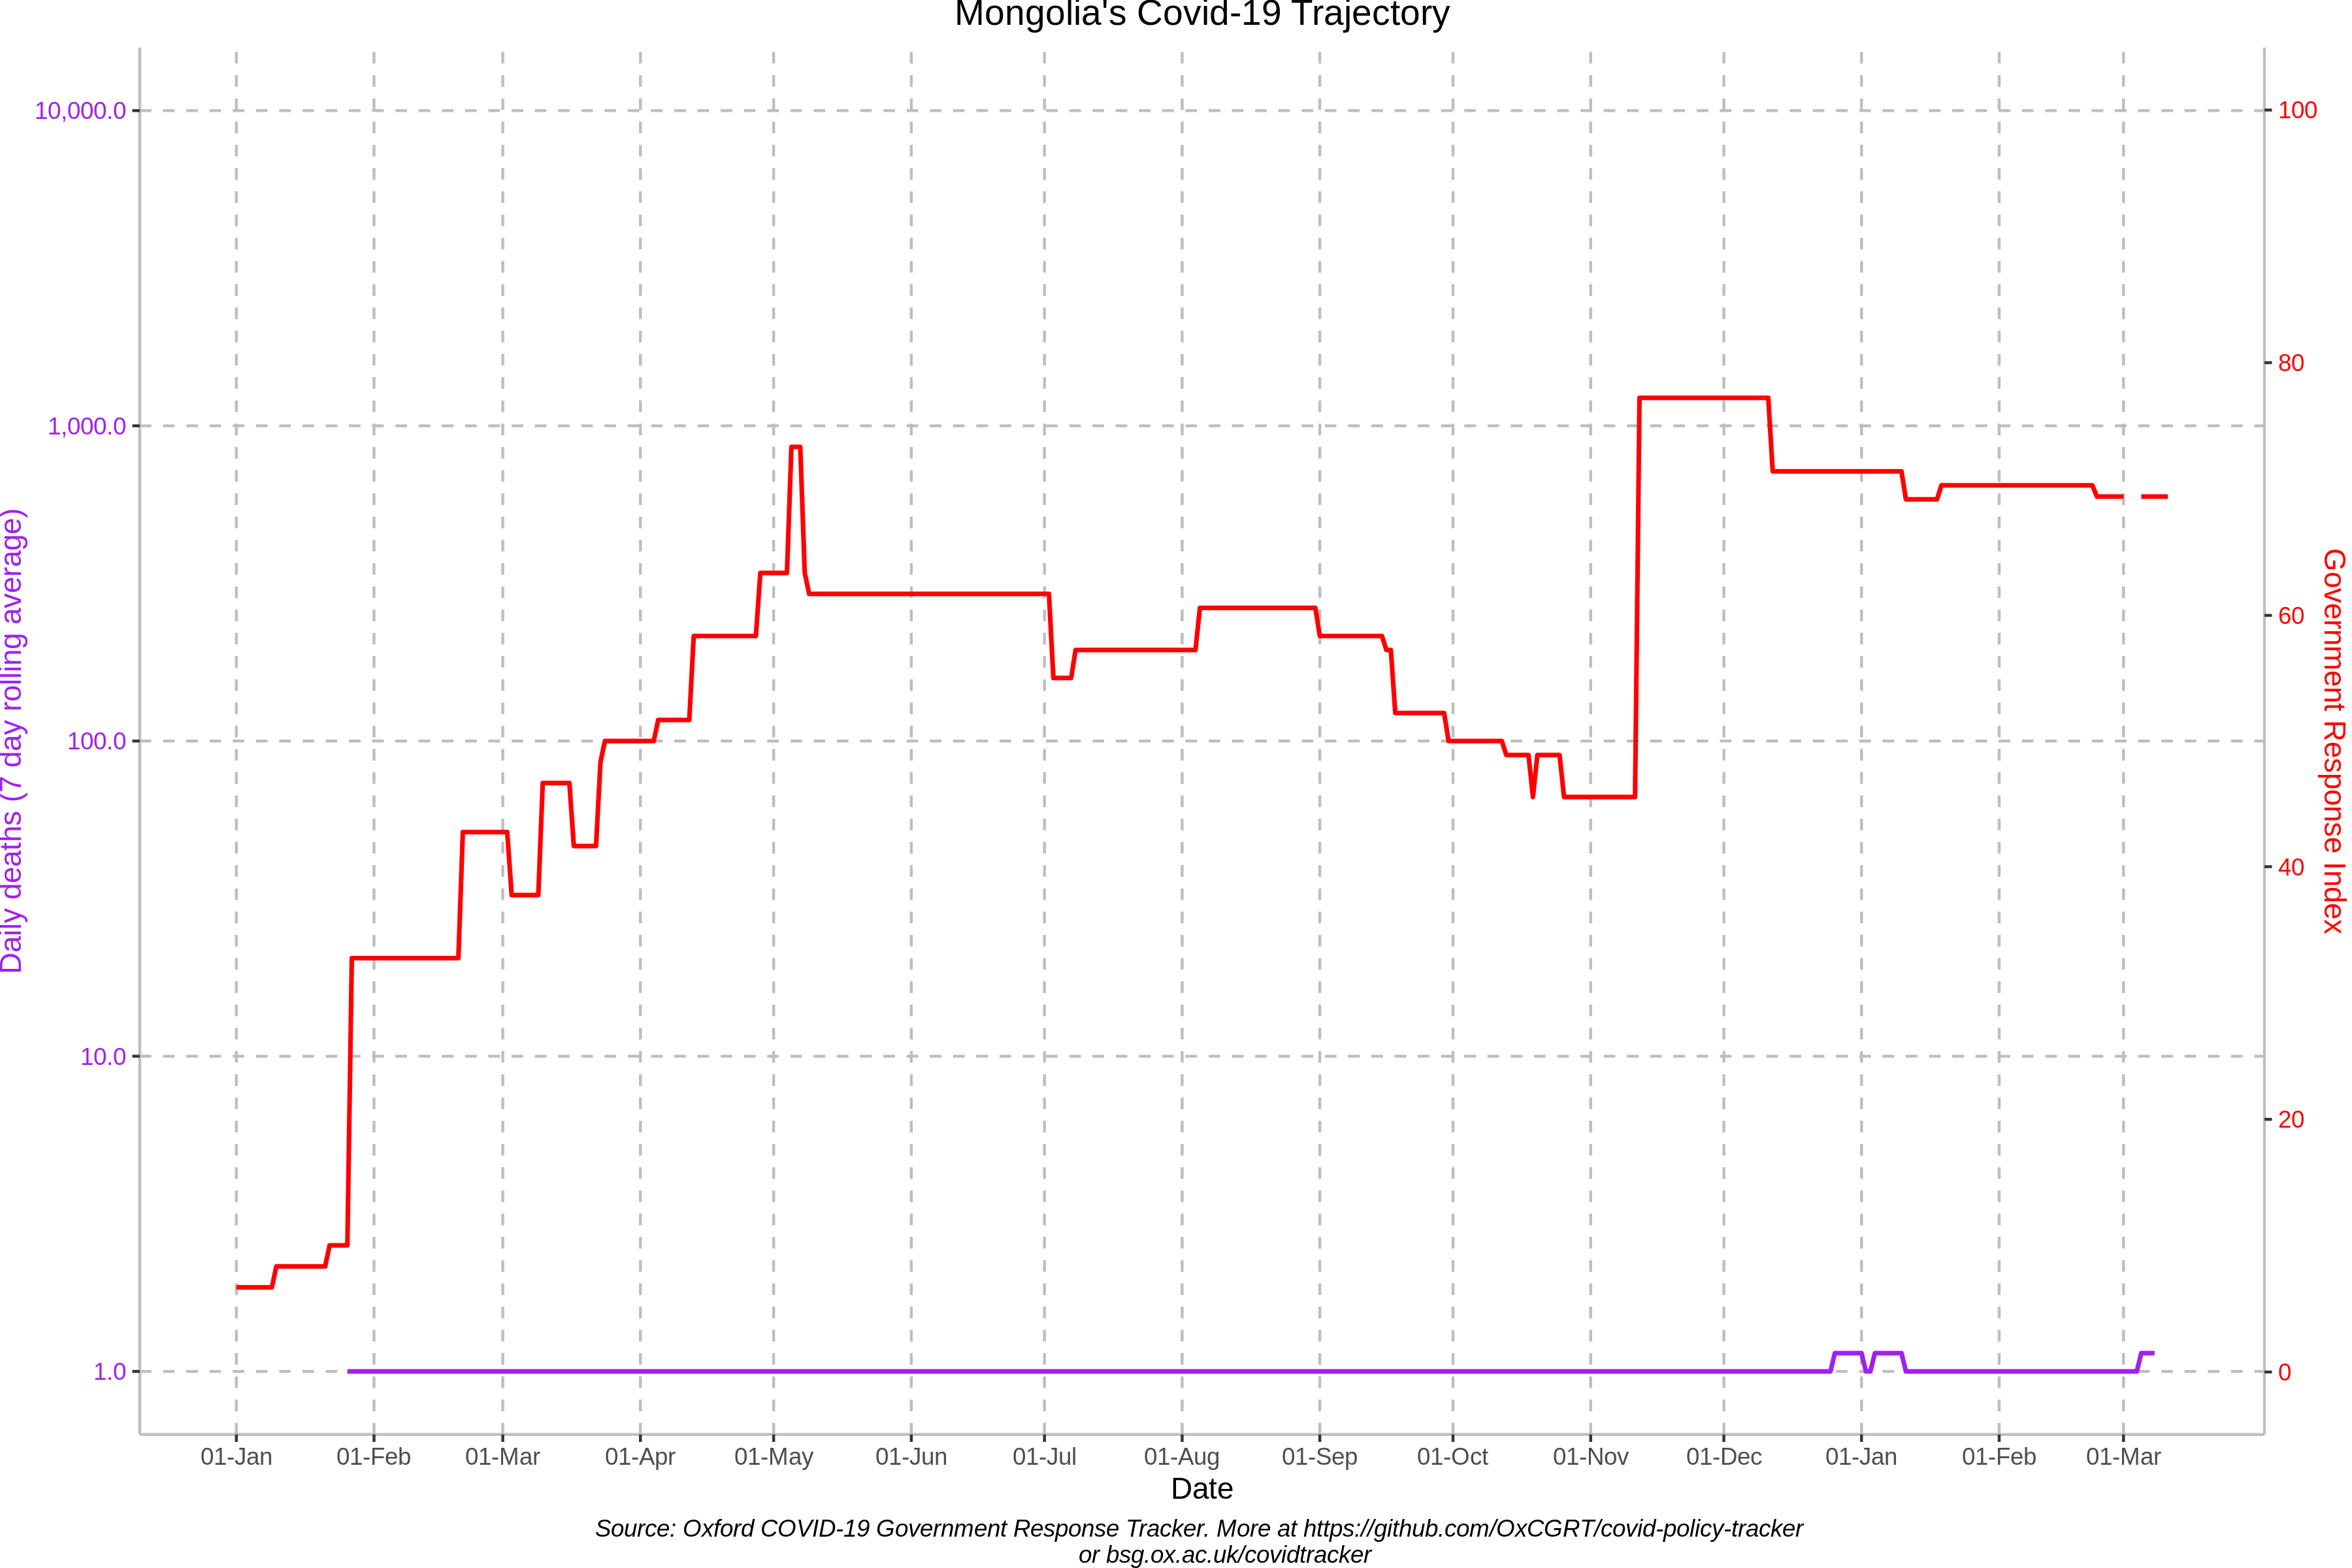 Mongolia's Covid-19 Trajectory
10,000.0
1,000.0
100.0
10.0
1.0
Daily deaths (7 day rolling average)
100
80
60
40
20
0
Government Response Index
01-Jan 01-Feb 01-Mar 01-Apr 01-May 01-Jun 01-Jul 01-Aug 01-Sep 01-Oct 01-Nov 01-Dec 01-Jan 01-Feb 01-Mar
Date
Source: Oxford COVID-19 Government Response Tracker. More at https://github.com/OxCGRT/covid-policy-tracker
or bsg.ox.ac.uk/covidtracker